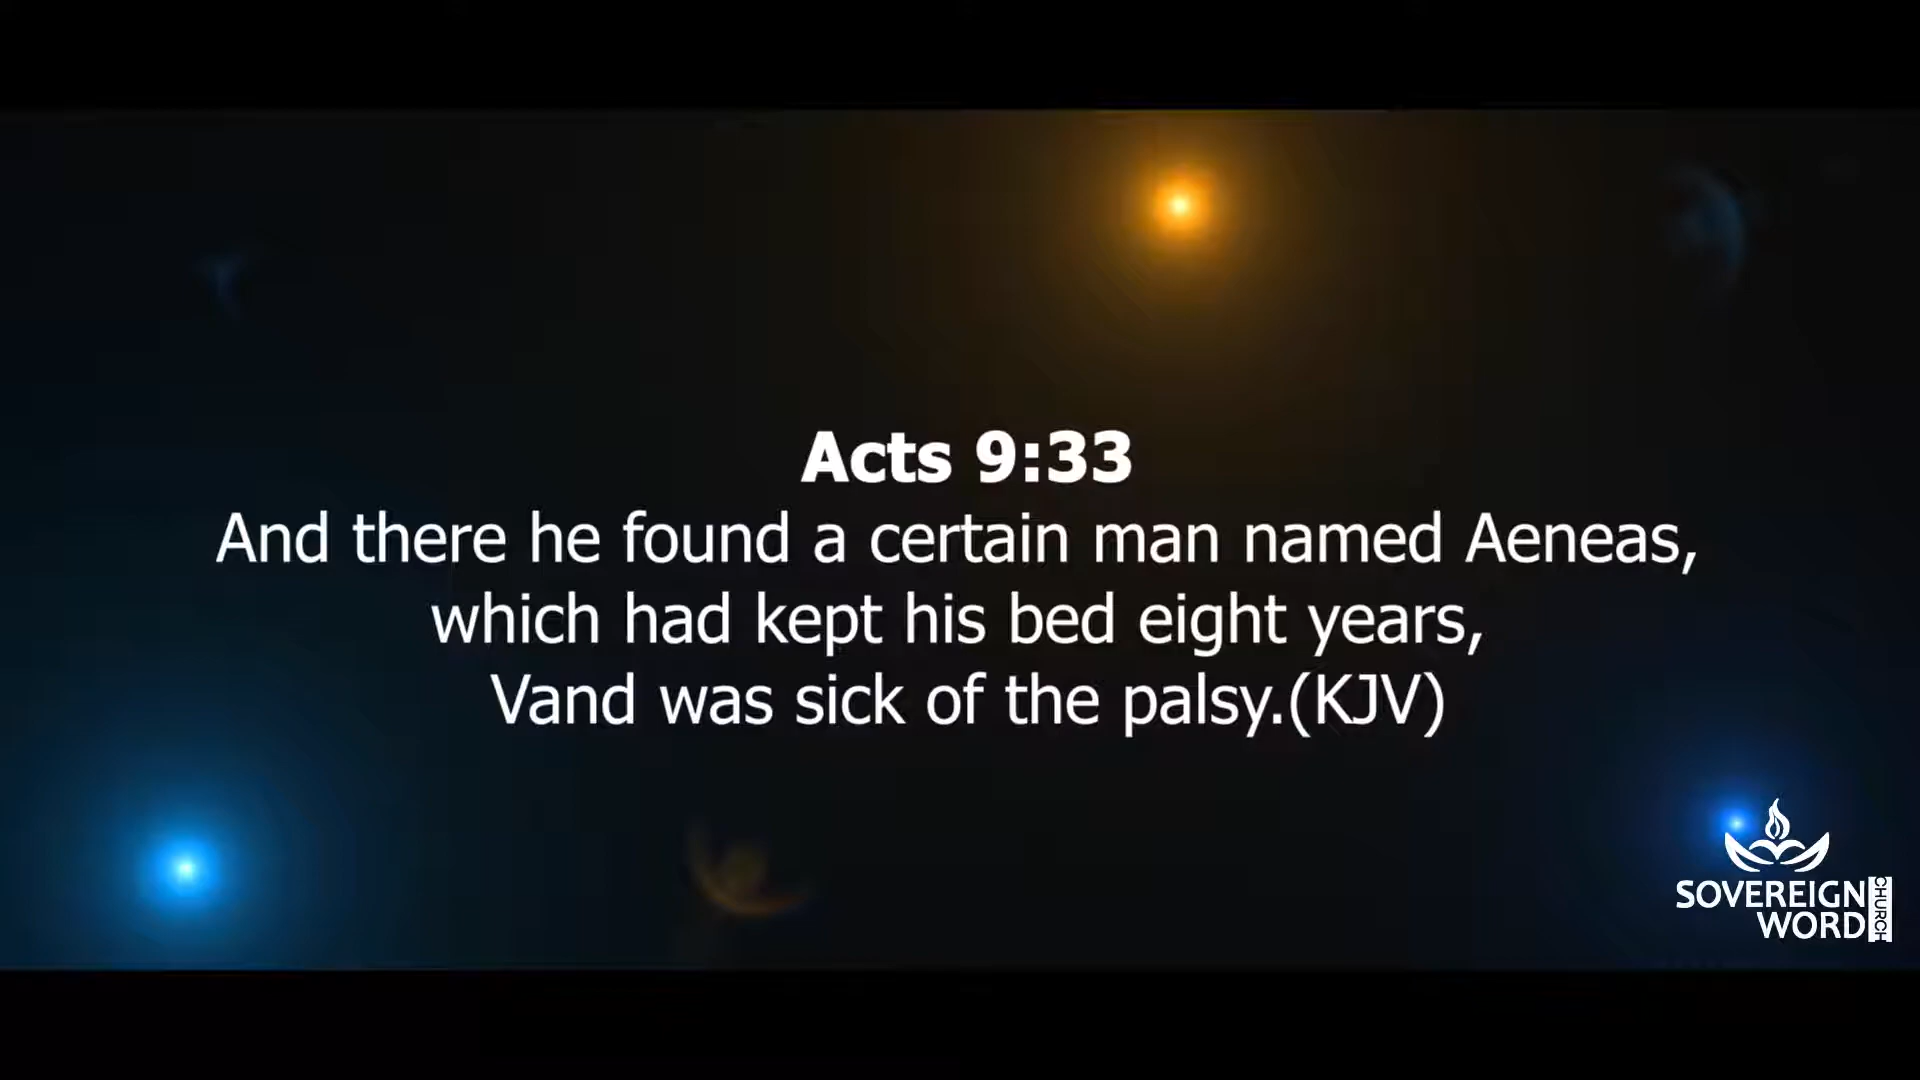 Acts 9:33
And there he found a certain man named Aeneas,
which had kept his bed eight years,
Vand was sick of the palsy.(KJV)
SOVEREIGN
WORD
CHURCH